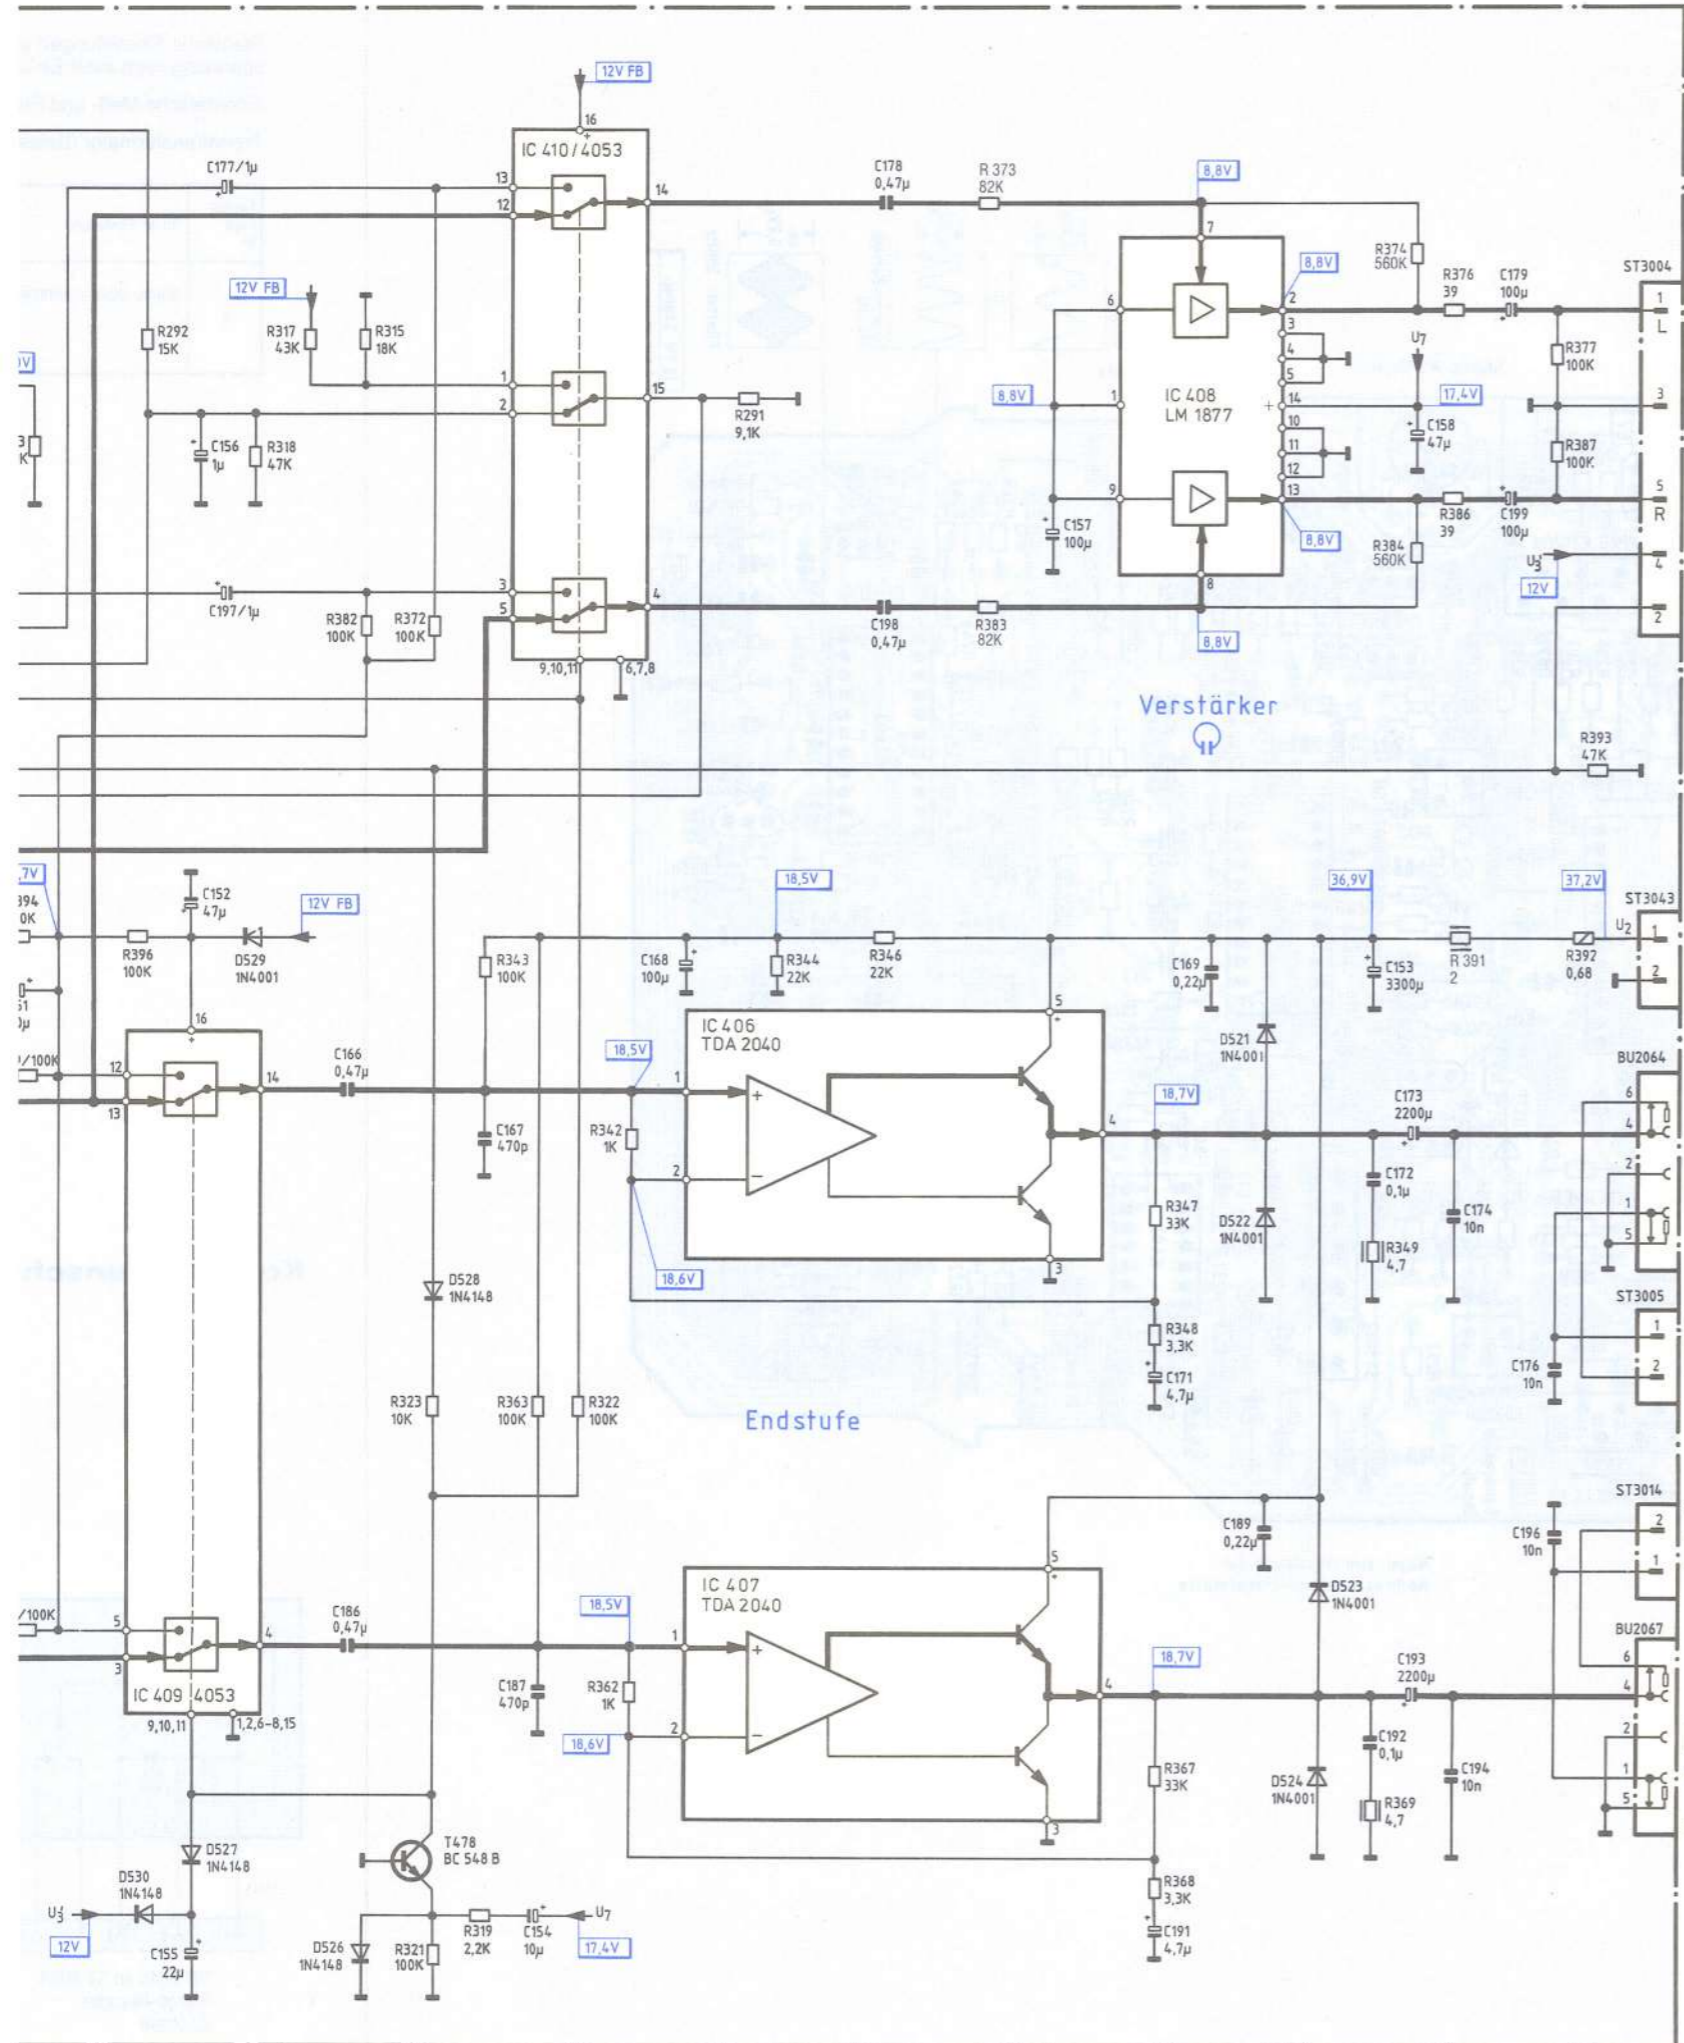 12V FB
16
+
IC 410/4053
C177/1µ
13
12
14
C178
0,47µ
R 373
82K
8,8V
7
R374
560K
8,8V
R376
39
C179
100µ
ST3004
1
L
12V FB
R292
15K
R317
43K
R315
18K
6
2
3
4
5
U7
R377
100K
1
2
15
R291
9,1K
8,8V
1
IC 408
LM 1877
+
14
17,4V
3
C156
1µ
R318
47K
10
11
12
C158
47µ
R387
100K
9
13
5
R
C157
100µ
8,8V
R384
560K
R386
39
C199
100µ
U3'
12V
4
2
C197/1µ
3
5
4
R382
100K
R372
100K
C198
0,47µ
R383
82K
8
8,8V
9,10,11
6,7,8
Verstärker
R393
47K
C152
47µ
12V FB
18,5V
36,9V
37,2V
ST3043
U2
1
2
R396
100K
D529
1N4001
R343
100K
C168
100µ
R344
22K
R346
22K
C169
0,22µ
C153
3300µ
R 391
2
R392
0,68
16
+
12
13
14
C166
0,47µ
18,5V
1
IC 406
TDA 2040
5
+
D521
1N4001
BU2064
6
4
2
1
5
/100K
C167
470p
R342
1K
2
+
−
4
18,7V
C173
2200µ
C172
0,1µ
R347
33K
D522
1N4001
C174
10n
R349
4,7
18,6V
3
D528
1N4148
R348
3,3K
C171
4,7µ
ST3005
1
2
C176
10n
R323
10K
R363
100K
R322
100K
Endstufe
ST3014
2
1
C189
0,22µ
C196
10n
D523
1N4001
/100K
5
3
4
C186
0,47µ
18,5V
1
IC 407
TDA 2040
5
+
BU2067
6
4
2
1
5
IC 409 4053
9,10,11
1,2,6-8,15
C187
470p
R362
1K
18,6V
2
+
−
4
18,7V
C193
2200µ
C192
0,1µ
R367
33K
D524
1N4001
C194
10n
R369
4,7
3
T478
BC 548 B
D527
1N4148
D530
1N4148
U3'
12V
C155
22µ
D526
1N4148
R321
100K
R319
2,2K
C154
10µ
U7
17,4V
R368
3,3K
C191
4,7µ